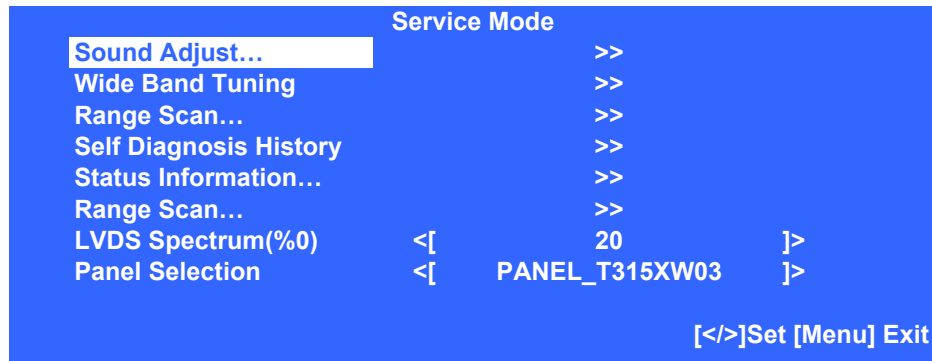 Service Mode
Sound Adjust… >>
Wide Band Tuning >>
Range Scan… >>
Self Diagnosis History >>
Status Information… >>
Range Scan… >>
LVDS Spectrum(%0) <[ 20 ]>
Panel Selection <[ PANEL_T315XW03 ]>
[</>]Set [Menu] Exit